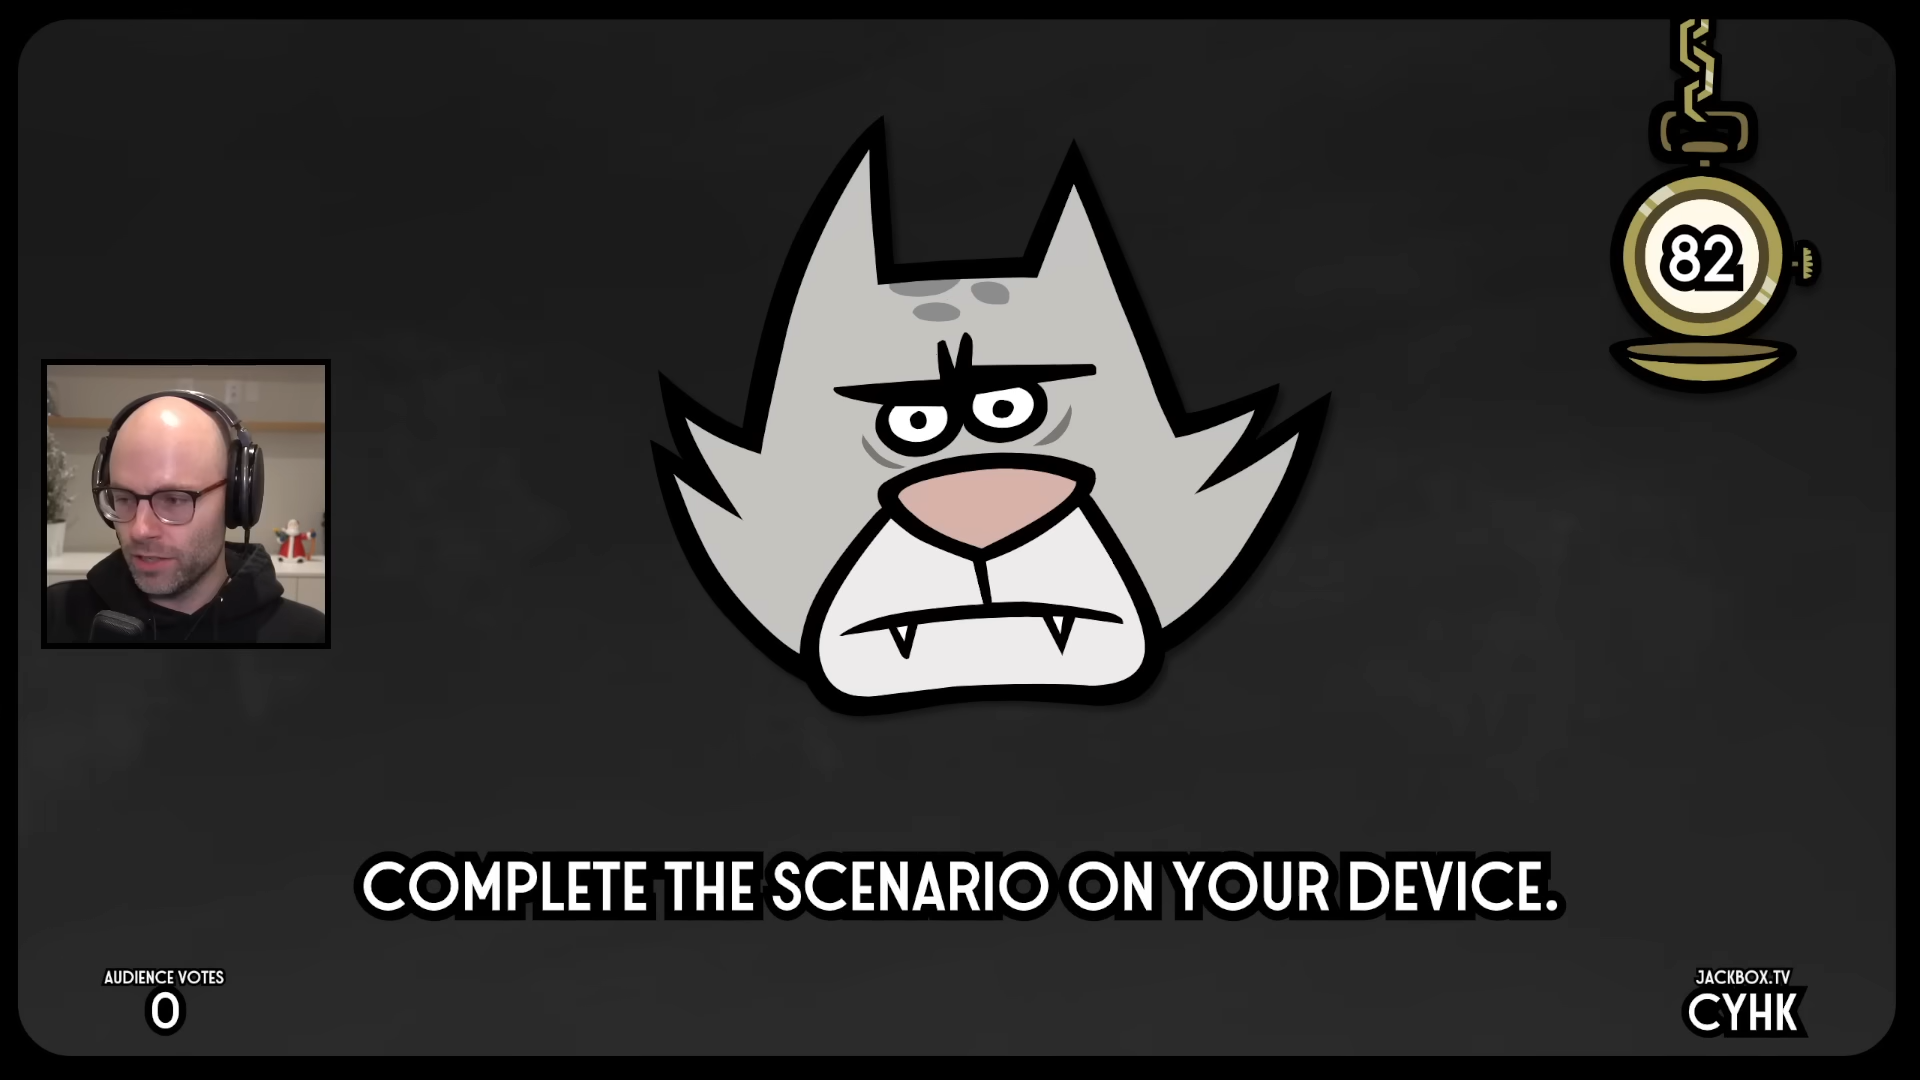 82
COMPLETE THE SCENARIO ON YOUR DEVICE.
AUDIENCE VOTES
0
JACKBOX.TV
CYHK